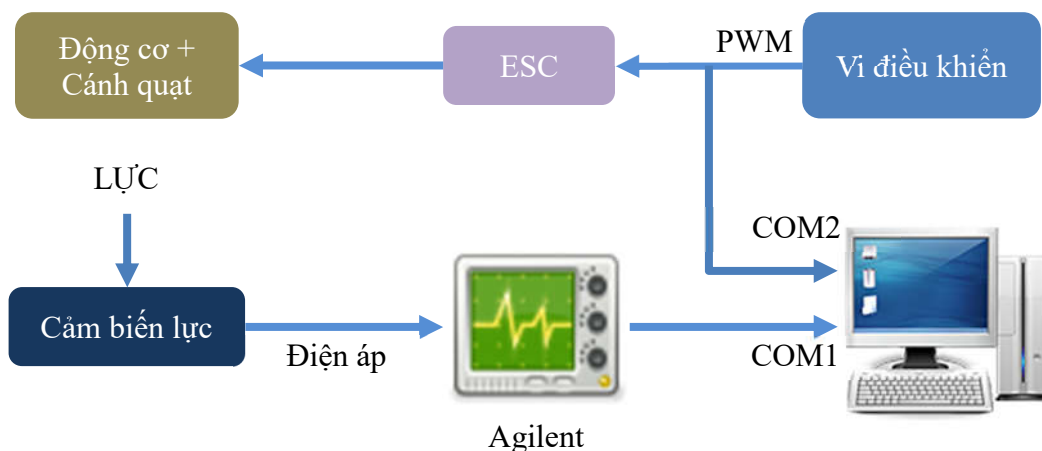 Động cơ +
Cánh quạt
ESC
PWM
Vi điều khiển
LỰC
COM2
Cảm biến lực
Điện áp
COM1
Agilent